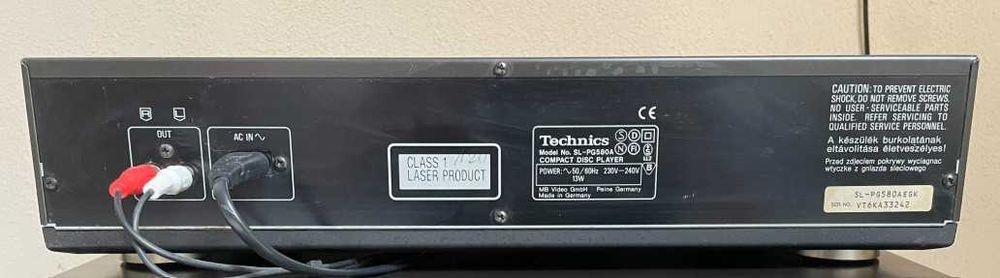 R L
OUT
AC IN
CLASS 1
LASER PRODUCT
Technics
Model No. SL-PG580A
COMPACT DISC PLAYER
POWER: ~50/60Hz 230V-240V
13W
MB Video GmbH Peine Germany
Made in Germany
S D
N FI
B
CE
CAUTION: TO PREVENT ELECTRIC
SHOCK, DO NOT REMOVE SCREWS.
NO USER - SERVICEABLE PARTS
INSIDE. REFER SERVICING TO
QUALIFIED SERVICE PERSONNEL.
A készülék burkolatának
eltávolítása életveszélyes!
Przed zdjeciem pokrywy wyciagnac
wtyczke z gniazda sieciowego
SL-PG580AEGK
SER. NO. VT6KA33242